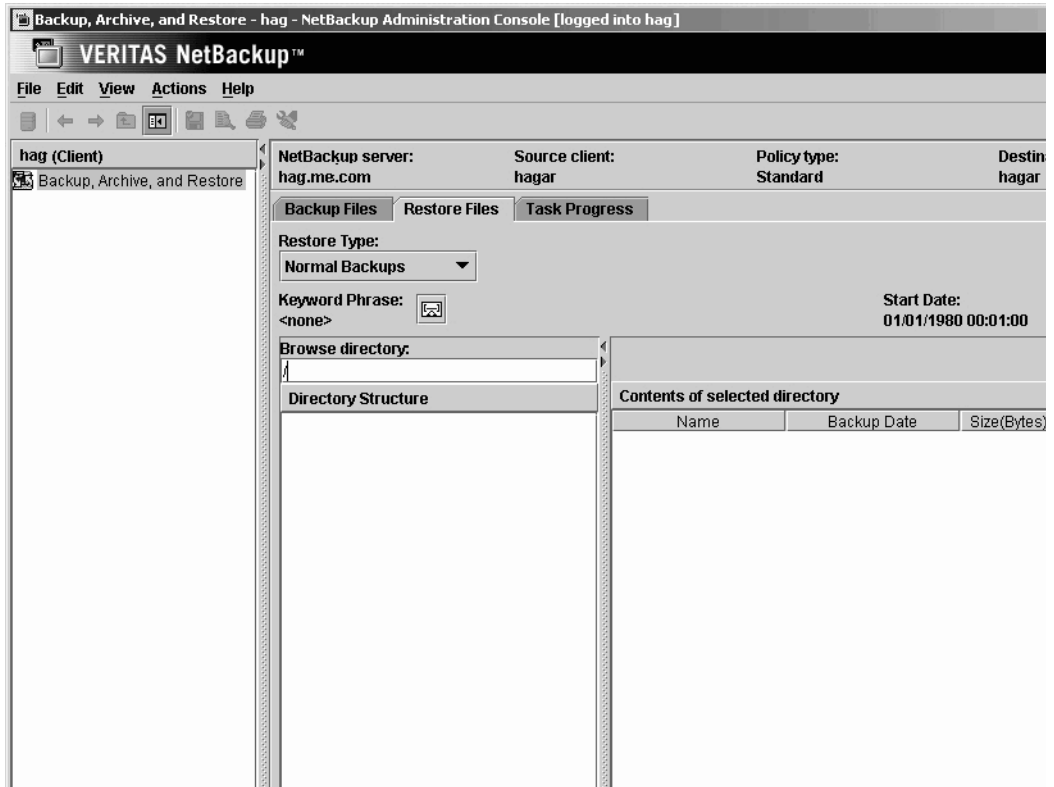 Backup, Archive, and Restore - hag - NetBackup Administration Console [logged into hag]
VERITAS NetBackup™
File Edit View Actions Help
hag (Client)
Backup, Archive, and Restore
NetBackup server: Source client: Policy type: Destin
hag.me.com hagar Standard hagar
Backup Files Restore Files Task Progress
Restore Type:
Normal Backups
Keyword Phrase: Start Date:
<none> 01/01/1980 00:01:00
Browse directory:
/
Directory Structure Contents of selected directory
Name Backup Date Size(Bytes)